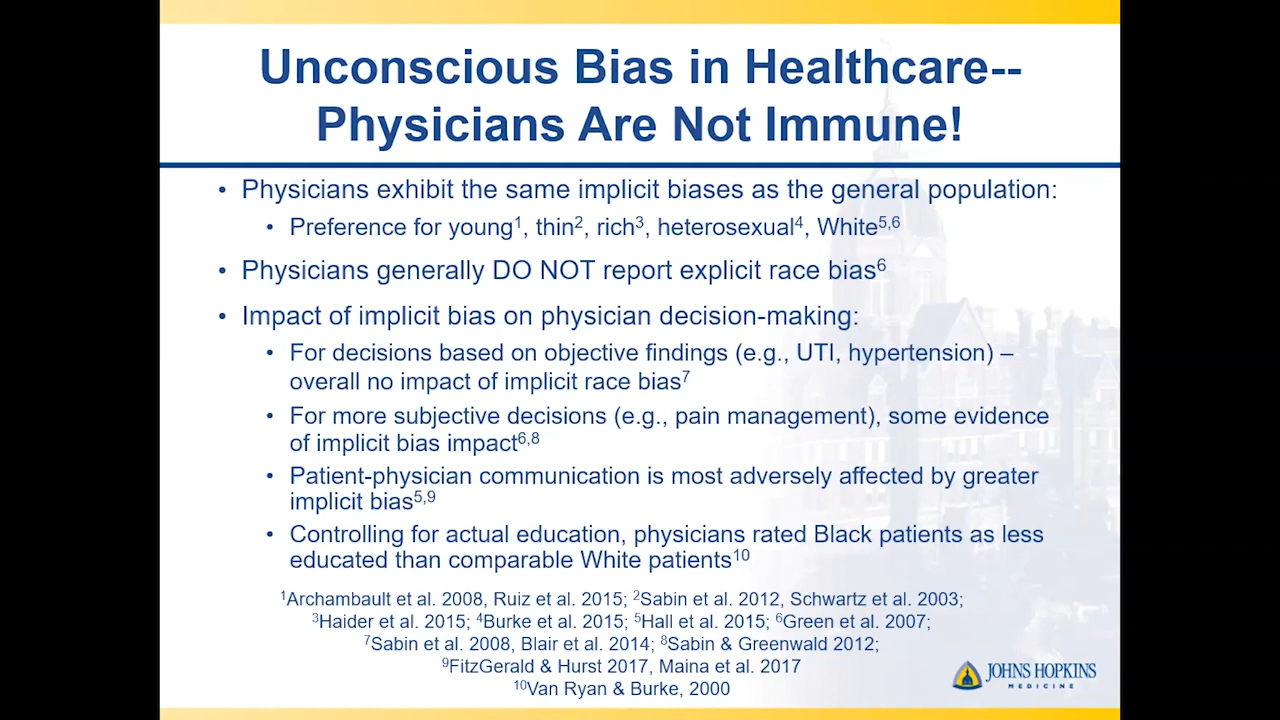 Unconscious Bias in Healthcare--
Physicians Are Not Immune!
• Physicians exhibit the same implicit biases as the general population:
• Preference for young¹, thin², rich³, heterosexual⁴, White⁵,⁶
• Physicians generally DO NOT report explicit race bias⁶
• Impact of implicit bias on physician decision-making:
• For decisions based on objective findings (e.g., UTI, hypertension) –
overall no impact of implicit race bias⁷
• For more subjective decisions (e.g., pain management), some evidence
of implicit bias impact⁶,⁸
• Patient-physician communication is most adversely affected by greater
implicit bias⁵,⁹
• Controlling for actual education, physicians rated Black patients as less
educated than comparable White patients¹⁰
¹Archambault et al. 2008, Ruiz et al. 2015; ²Sabin et al. 2012, Schwartz et al. 2003;
³Haider et al. 2015; ⁴Burke et al. 2015; ⁵Hall et al. 2015; ⁶Green et al. 2007;
⁷Sabin et al. 2008, Blair et al. 2014; ⁸Sabin & Greenwald 2012;
⁹FitzGerald & Hurst 2017, Maina et al. 2017
¹⁰Van Ryan & Burke, 2000
JOHNS HOPKINS
MEDICINE